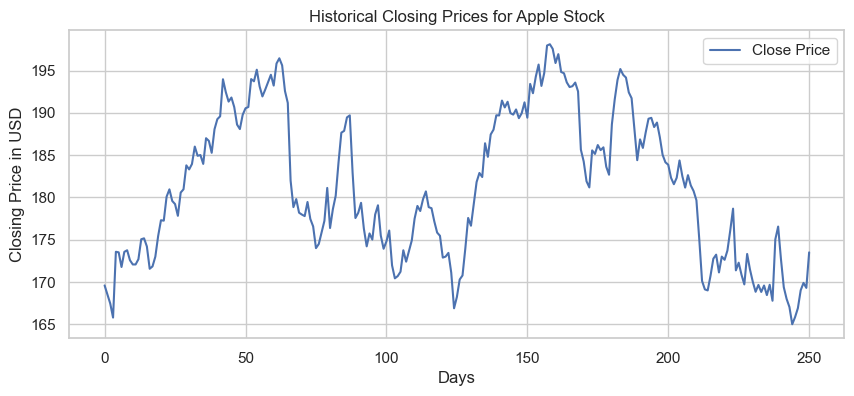 Historical Closing Prices for Apple Stock
Close Price
Closing Price in USD
195
190
185
180
175
170
165
0 50 100 150 200 250
Days